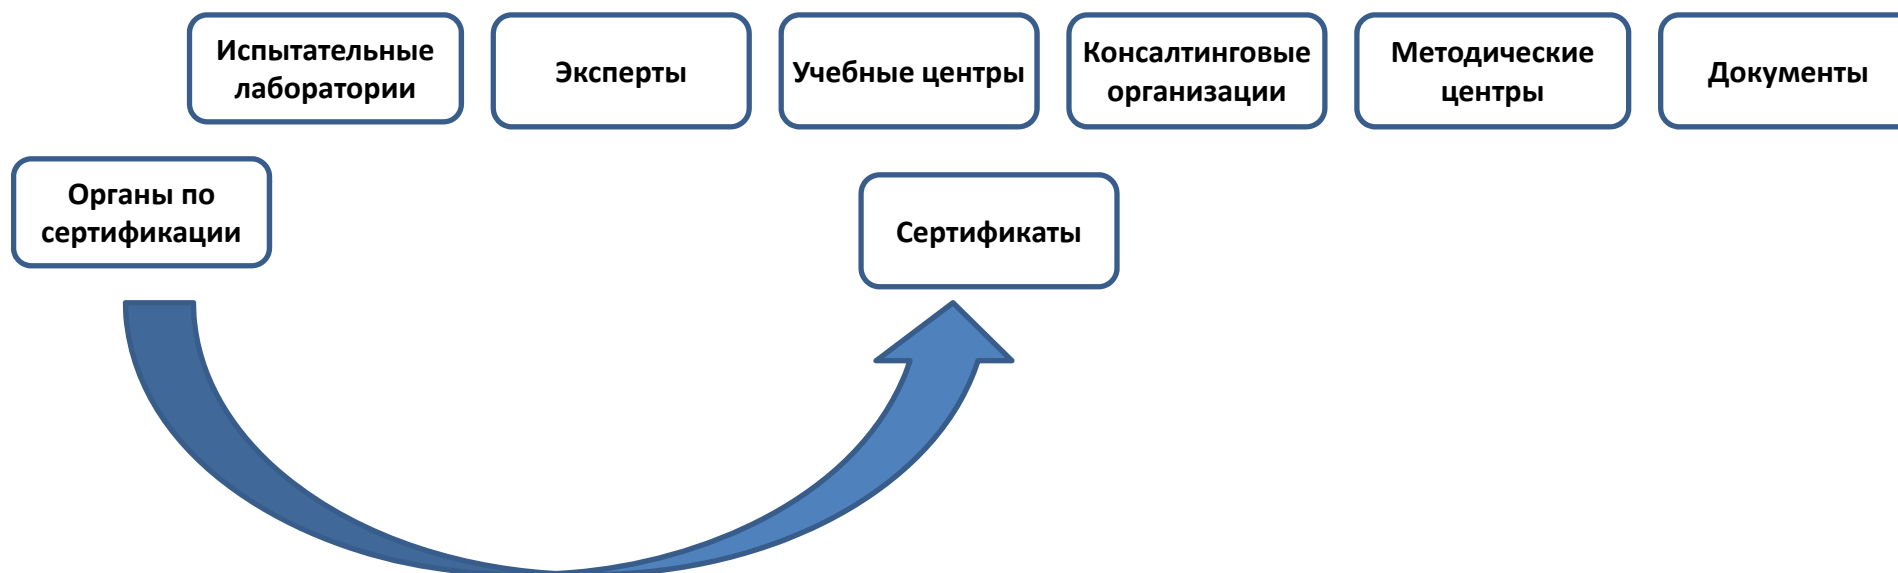 Испытательные
лаборатории
Эксперты
Учебные центры
Консалтинговые
организации
Методические
центры
Документы
Органы по
сертификации
Сертификаты